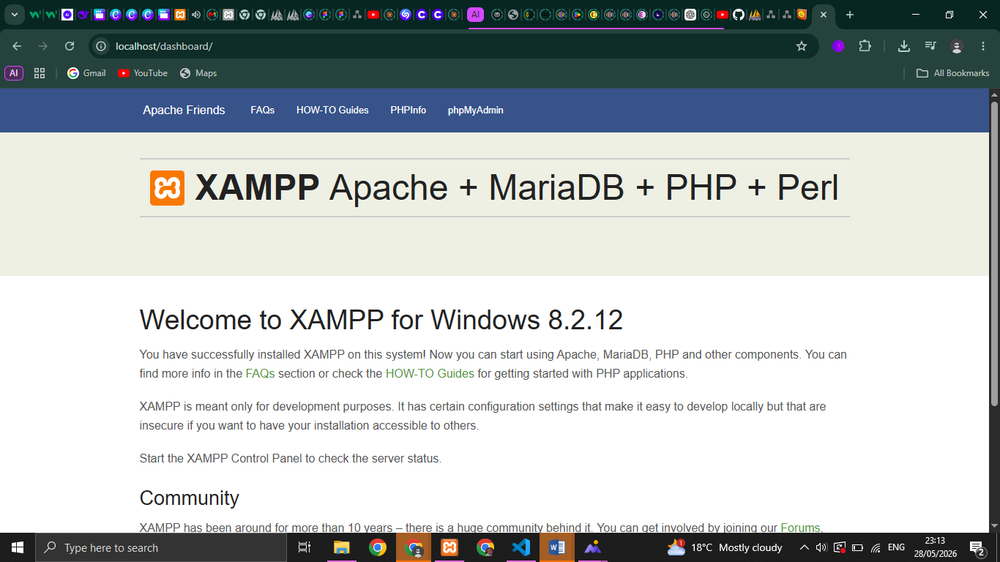 AI
localhost/dashboard/
AI
Gmail
YouTube
Maps
All Bookmarks
Apache Friends
FAQs
HOW-TO Guides
PHPInfo
phpMyAdmin
XAMPP Apache + MariaDB + PHP + Perl
Welcome to XAMPP for Windows 8.2.12
You have successfully installed XAMPP on this system! Now you can start using Apache, MariaDB, PHP and other components. You can
find more info in the FAQs section or check the HOW-TO Guides for getting started with PHP applications.
XAMPP is meant only for development purposes. It has certain configuration settings that make it easy to develop locally but that are
insecure if you want to have your installation accessible to others.
Start the XAMPP Control Panel to check the server status.
Community
XAMPP has been around for more than 10 years – there is a huge community behind it. You can get involved by joining our Forums,
Type here to search
1
18°C Mostly cloudy
ENG
23:13
28/05/2026
2